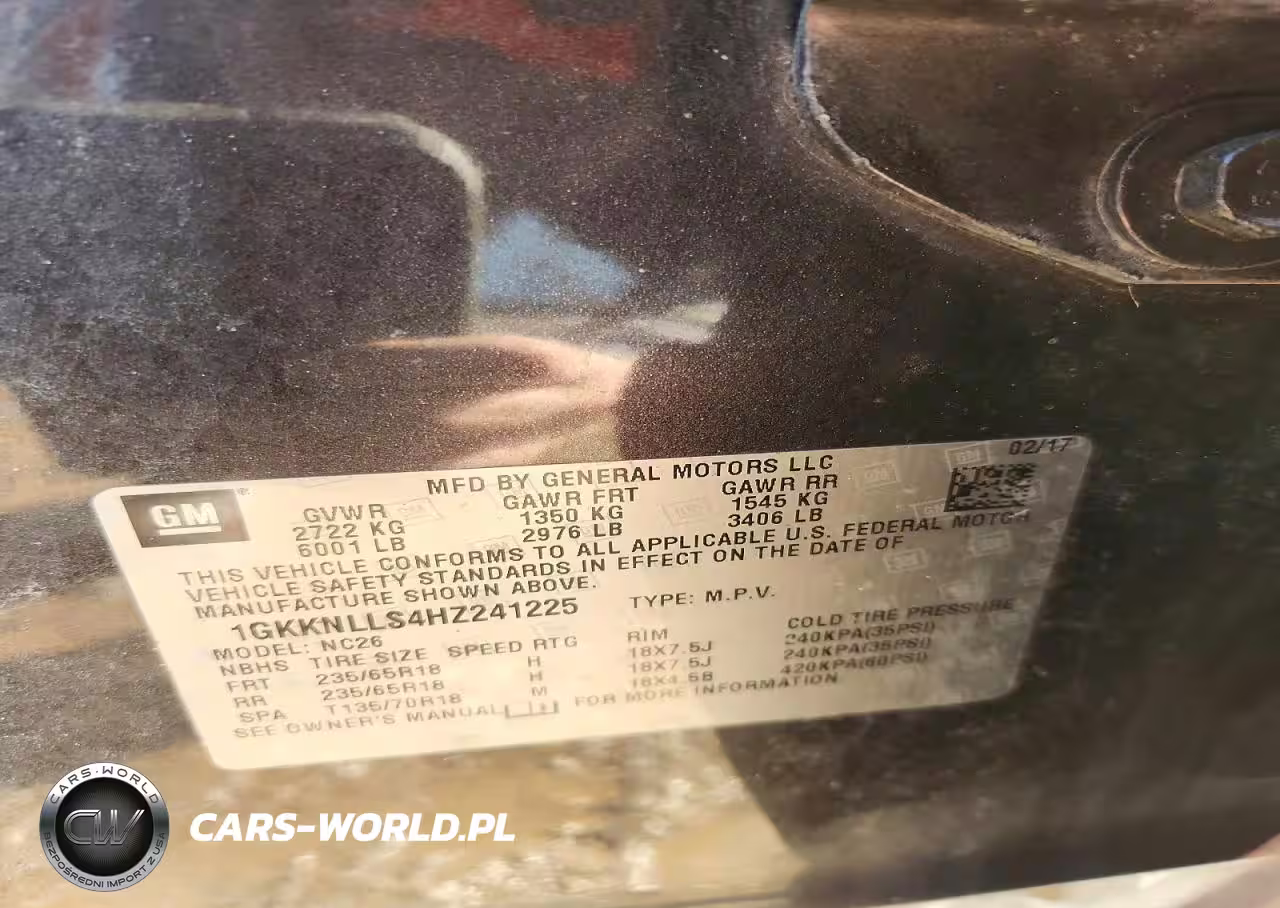 02/17
MFD BY GENERAL MOTORS LLC
GM
GVWR GAWR FRT GAWR RR
2722 KG 1350 KG 1545 KG
6001 LB 2976 LB 3406 LB
THIS VEHICLE CONFORMS TO ALL APPLICABLE U.S. FEDERAL MOTOR
VEHICLE SAFETY STANDARDS IN EFFECT ON THE DATE OF
MANUFACTURE SHOWN ABOVE.
1GKKNLLS4HZ241225 TYPE: M.P.V.
MODEL: NC26
NBHS TIRE SIZE SPEED RTG RIM COLD TIRE PRESSURE
FRT 235/65R18 H 18X7.5J 240KPA(35PSI)
RR 235/65R18 H 18X7.5J 240KPA(35PSI)
SPA T135/70R18 M 18X4.5B 420KPA(60PSI)
SEE OWNER'S MANUAL FOR MORE INFORMATION
CARS-WORLD
CW
BEZPOŚREDNI IMPORT Z USA
CARS-WORLD.PL